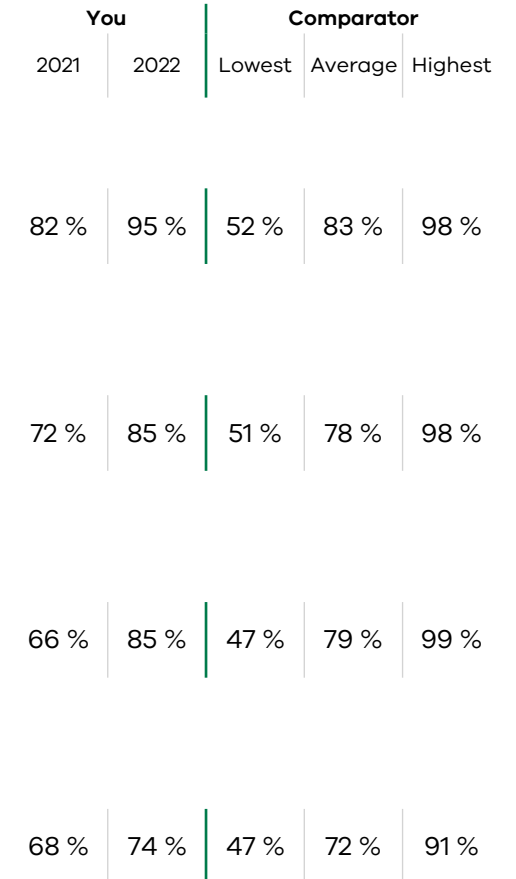 You Comparator
2021 2022 Lowest Average Highest
82 % 95 % 52 % 83 % 98 %
72 % 85 % 51 % 78 % 98 %
66 % 85 % 47 % 79 % 99 %
68 % 74 % 47 % 72 % 91 %